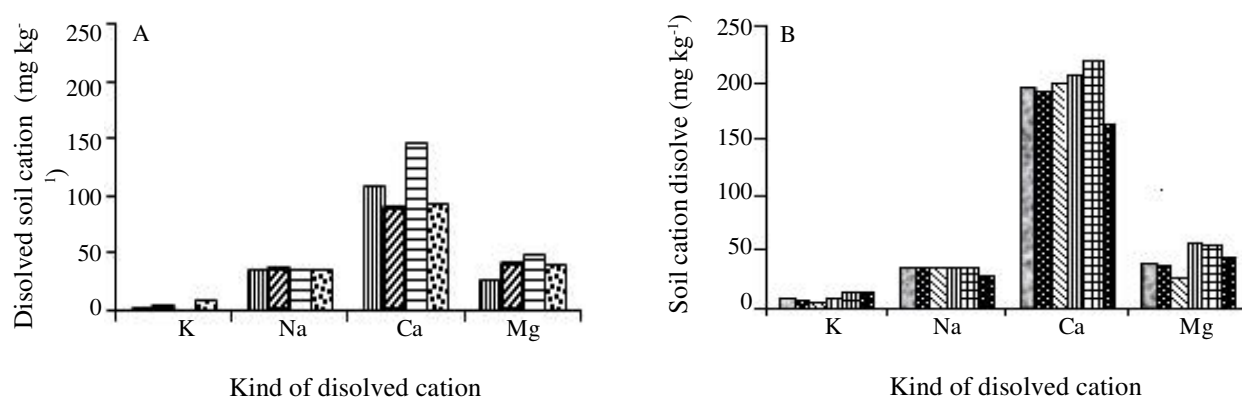 A
250
200
150
100
50
0
Disolved soil cation (mg kg-
1)
K Na Ca Mg
Kind of disolved cation
B
250
200
150
100
50
0
Soil cation disolve (mg kg-1)
K Na Ca Mg
Kind of disolved cation